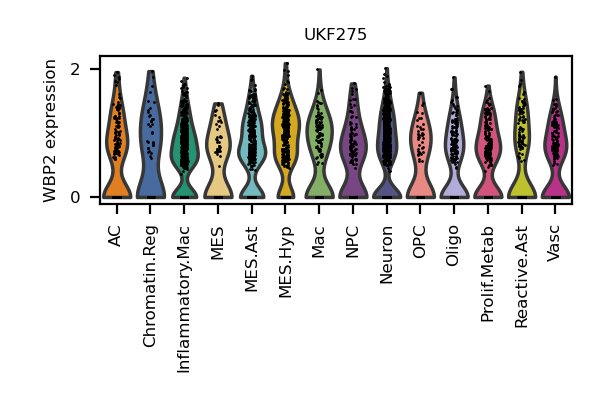 UKF275
WBP2 expression
2
0
AC
Chromatin.Reg
Inflammatory.Mac
MES
MES.Ast
MES.Hyp
Mac
NPC
Neuron
OPC
Oligo
Prolif.Metab
Reactive.Ast
Vasc